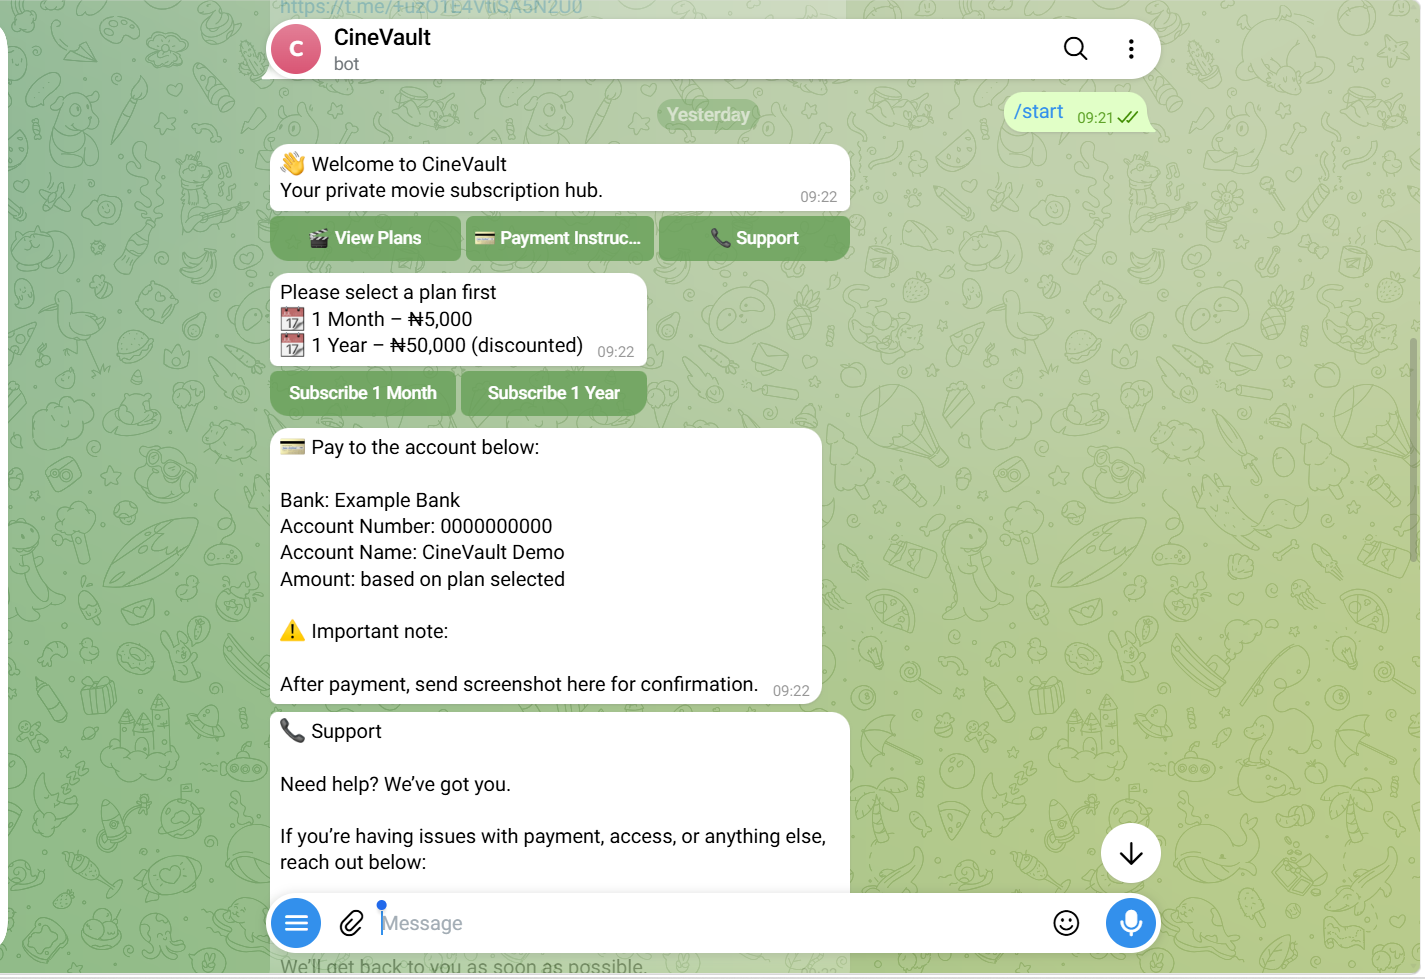 CineVault
bot
Yesterday
/start 09:21
👋 Welcome to CineVault
Your private movie subscription hub. 09:22
🎬 View Plans
💳 Payment Instruc...
📞 Support
Please select a plan first
📅 1 Month – ₦5,000
📅 1 Year – ₦50,000 (discounted) 09:22
Subscribe 1 Month
Subscribe 1 Year
💳 Pay to the account below:
Bank: Example Bank
Account Number: 0000000000
Account Name: CineVault Demo
Amount: based on plan selected
⚠️ Important note:
After payment, send screenshot here for confirmation. 09:22
📞 Support
Need help? We’ve got you.
If you’re having issues with payment, access, or anything else,
reach out below:
Message
We’ll get back to you as soon as possible. 09:22